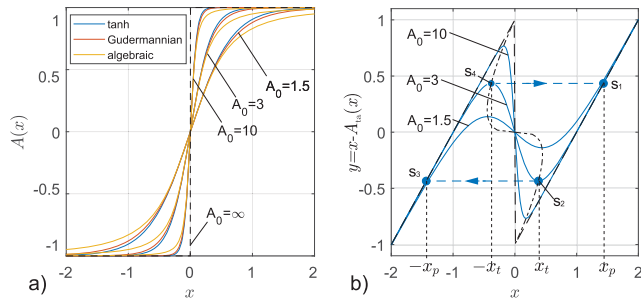 1
0.5
0
-0.5
-1
A(x)
tanh
Gudermannian
algebraic
A₀=1.5
A₀=3
A₀=10
A₀=∞
-2
-1
0
1
2
x
a)
1
0.5
0
-0.5
-1
y=x-Aₜₐ(x)
A₀=10
S₄
A₀=3
A₀=1.5
S₁
S₃
S₂
-2
-1
0
1
2
−xₚ
−xₜ
xₜ
xₚ
x
b)